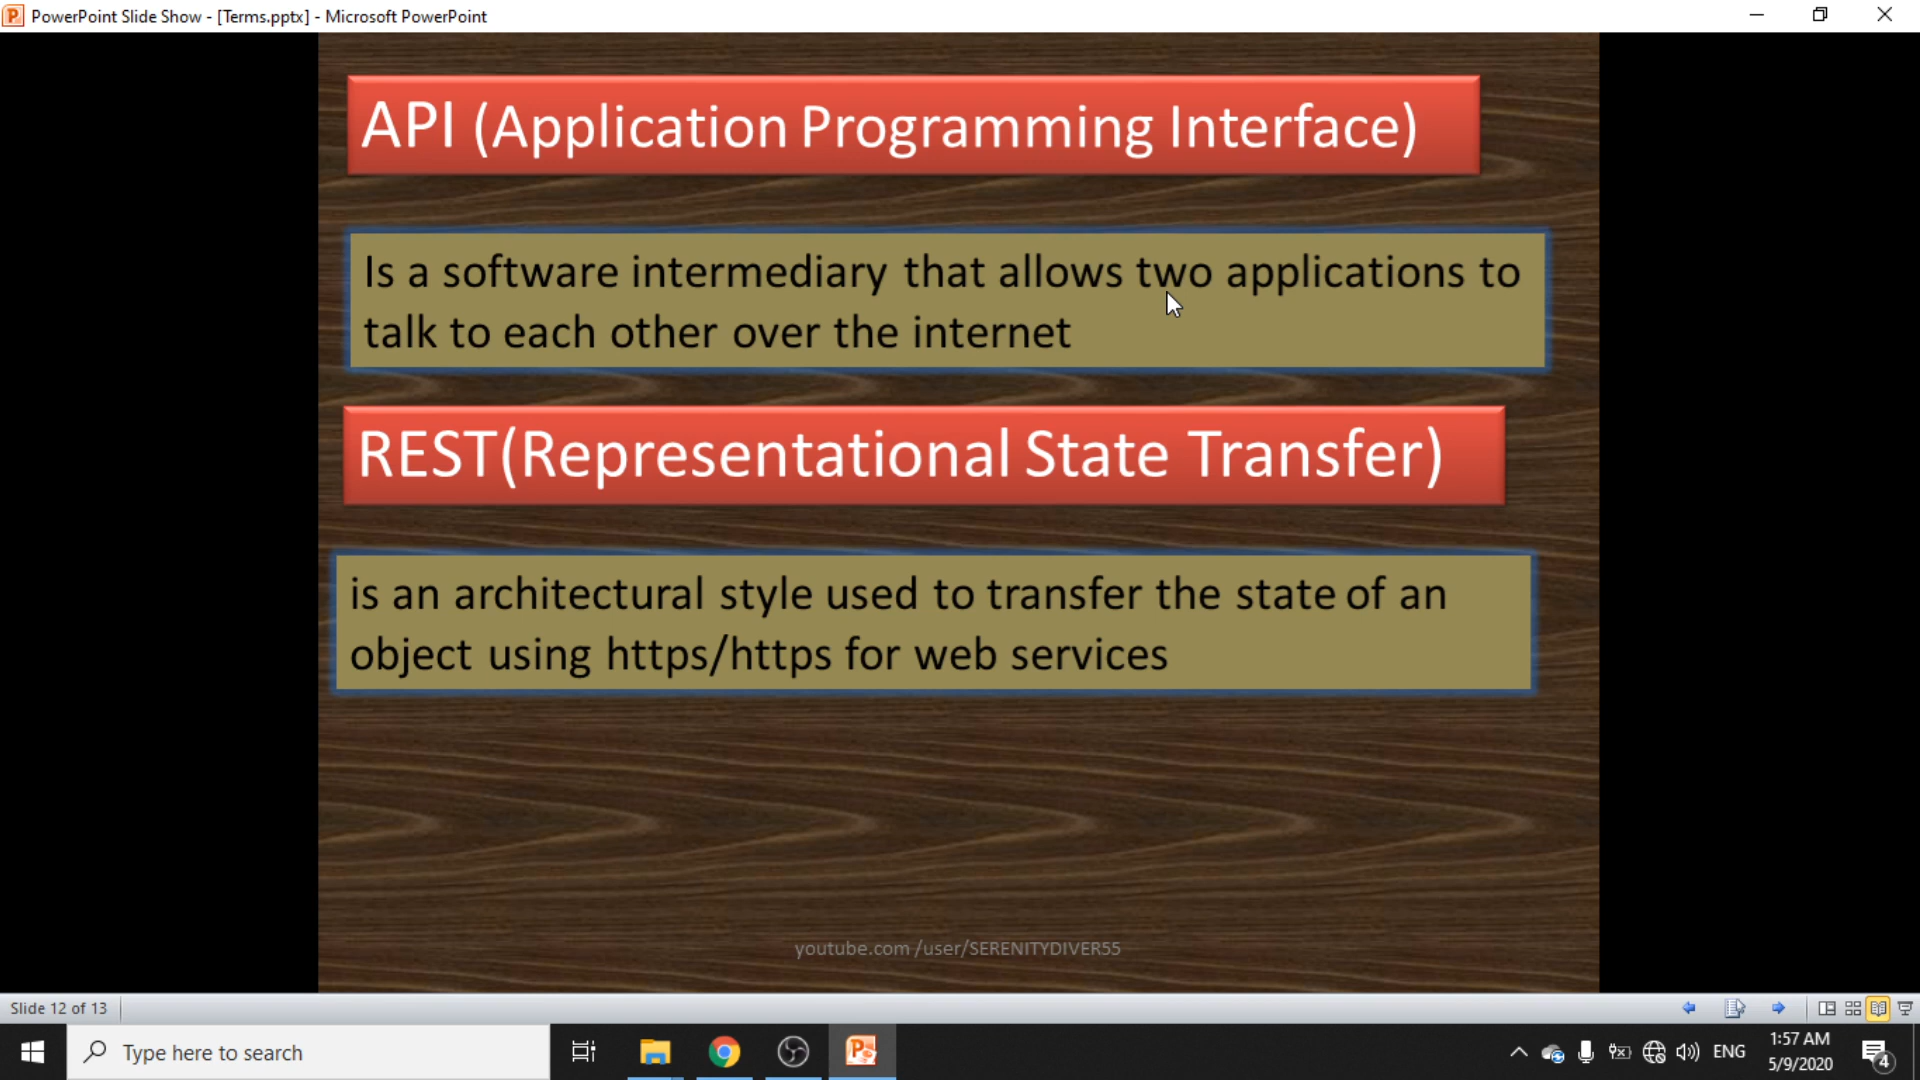 PowerPoint Slide Show - [Terms.pptx] - Microsoft PowerPoint
API (Application Programming Interface)
Is a software intermediary that allows two applications to
talk to each other over the internet
REST(Representational State Transfer)
is an architectural style used to transfer the state of an
object using https/https for web services
youtube.com /user/SERENITYDIVER55
Slide 12 of 13
Type here to search
ENG
1:57 AM
5/9/2020
4